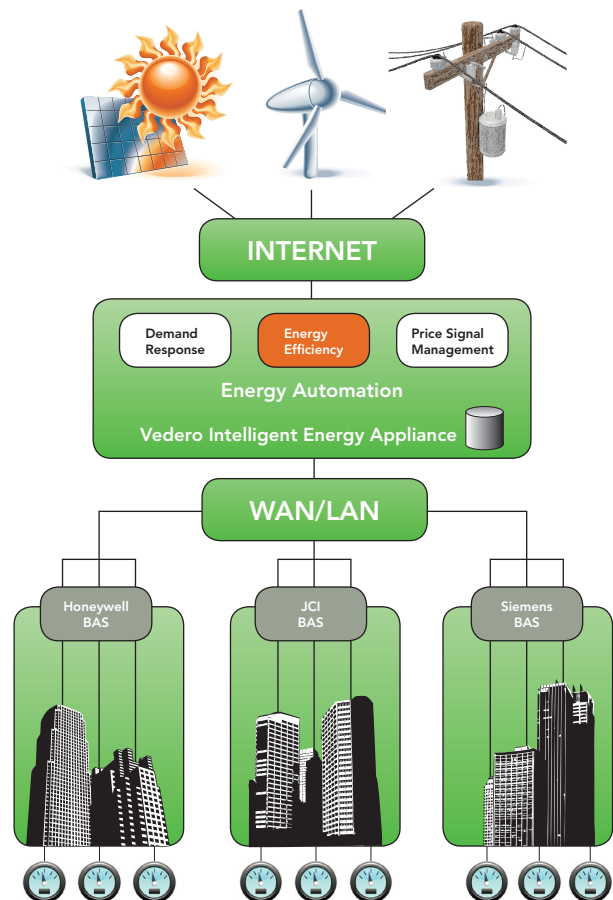 INTERNET
Demand
Response
Energy
Efficiency
Price Signal
Management
Energy Automation
Vedero Intelligent Energy Appliance
WAN/LAN
Honeywell
BAS
JCI
BAS
Siemens
BAS